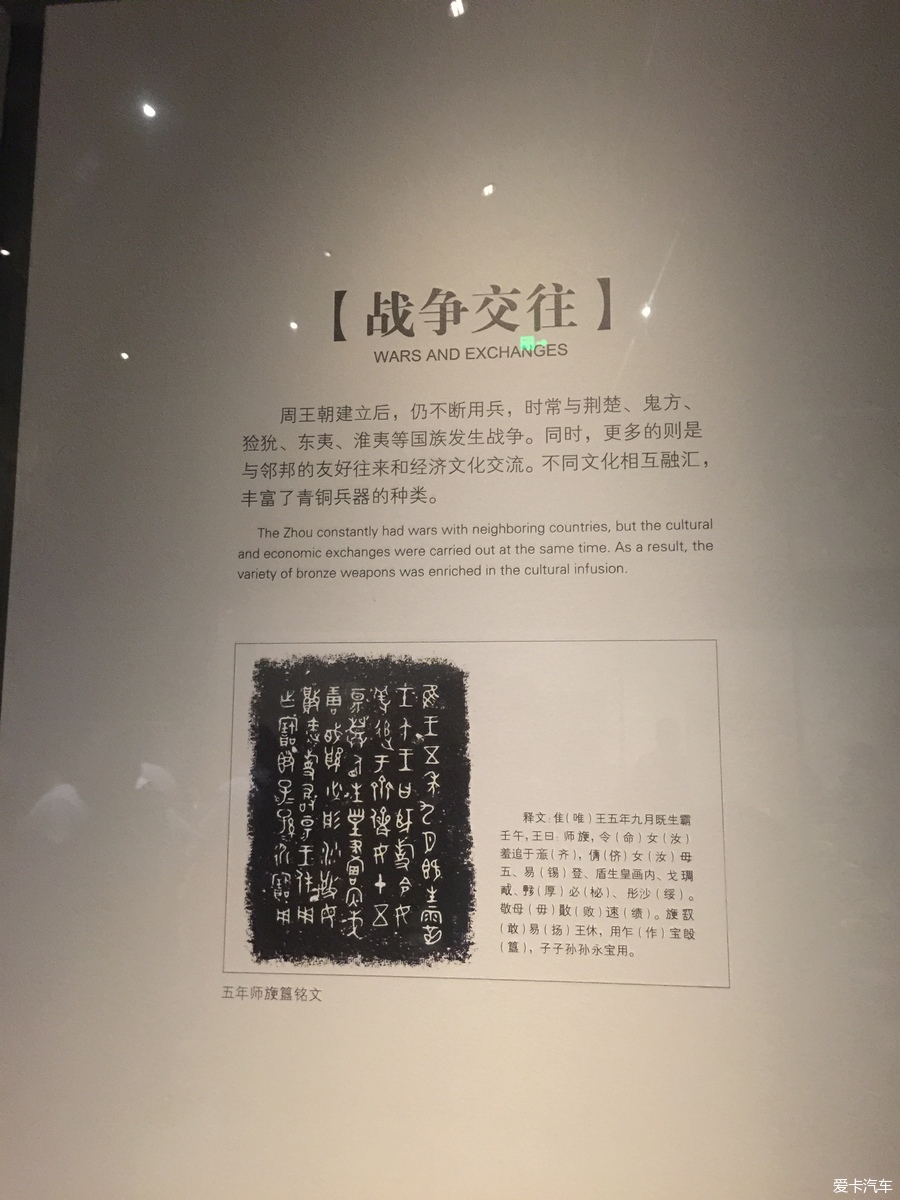 【战争交往】
WARS AND EXCHANGES
周王朝建立后，仍不断用兵，时常与荆楚、鬼方、
猃狁、东夷、淮夷等国族发生战争。同时，更多的则是
与邻邦的友好往来和经济文化交流。不同文化相互融汇，
丰富了青铜兵器的种类。
The Zhou constantly had wars with neighboring countries, but the cultural
and economic exchanges were carried out at the same time. As a result, the
variety of bronze weapons was enriched in the cultural infusion.
释文：隹（唯）王五年九月既生霸
壬午，王曰：师旋，令（命）女（汝）
羞追于（齐），儕（侪）女（汝）毋
五、易（锡）登、盾生皇画内、戈琱
（厚）必（柲）、彤沙（绥）。
敬毋（毋）（败）速（绩）。旋
（敢）易（扬）王休，用乍（作）宝
（簋），子子孙孙永宝用。
五年师旋簋铭文
爱卡汽车